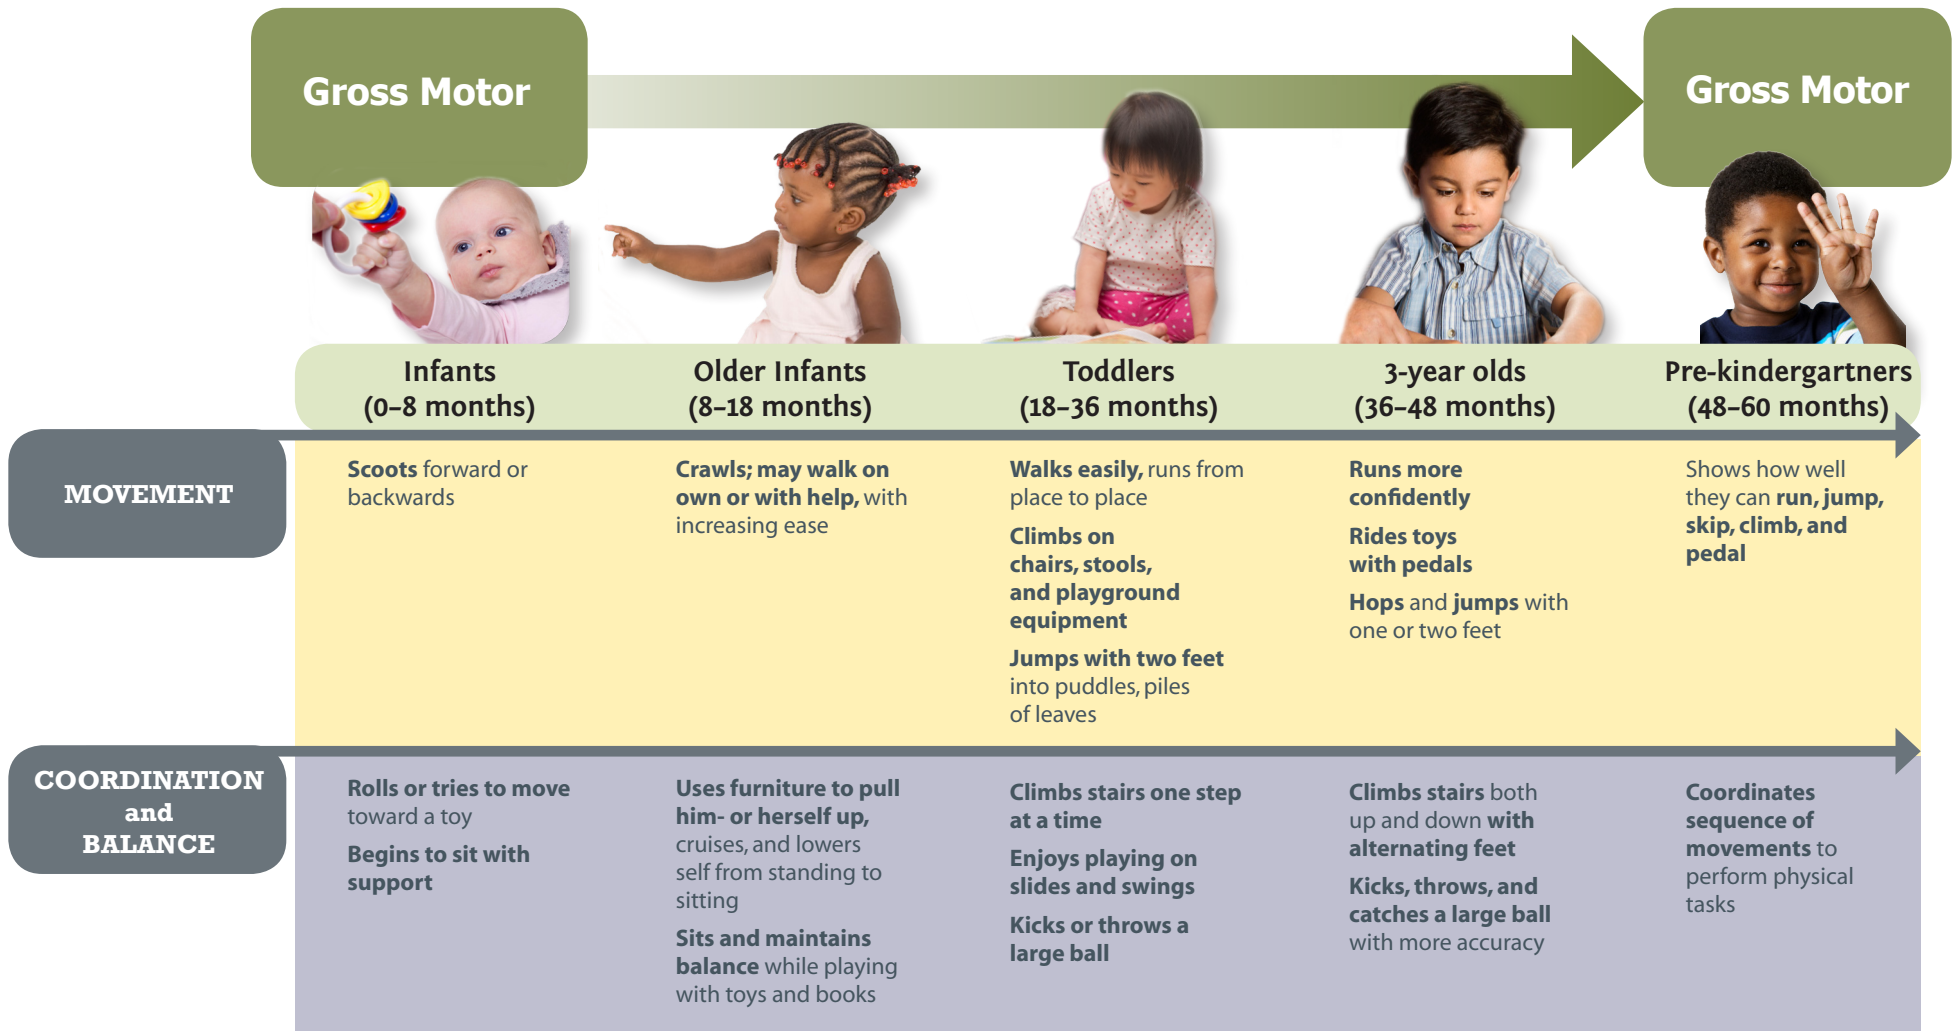 Gross Motor
Gross Motor
Infants
(0–8 months)
Older Infants
(8–18 months)
Toddlers
(18–36 months)
3-year olds
(36–48 months)
Pre-kindergartners
(48–60 months)
MOVEMENT
Scoots forward or
backwards
Crawls; may walk on
own or with help, with
increasing ease
Walks easily, runs from
place to place
Climbs on
chairs, stools,
and playground
equipment
Jumps with two feet
into puddles, piles
of leaves
Runs more
confidently
Rides toys
with pedals
Hops and jumps with
one or two feet
Shows how well
they can run, jump,
skip, climb, and
pedal
COORDINATION
and
BALANCE
Rolls or tries to move
toward a toy
Begins to sit with
support
Uses furniture to pull
him- or herself up,
cruises, and lowers
self from standing to
sitting
Sits and maintains
balance while playing
with toys and books
Climbs stairs one step
at a time
Enjoys playing on
slides and swings
Kicks or throws a
large ball
Climbs stairs both
up and down with
alternating feet
Kicks, throws, and
catches a large ball
with more accuracy
Coordinates
sequence of
movements to
perform physical
tasks